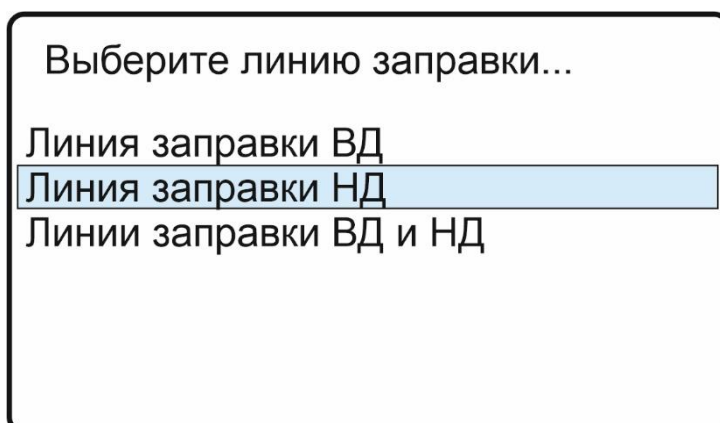 Выберите линию заправки...
Линия заправки ВД
Линия заправки НД
Линии заправки ВД и НД